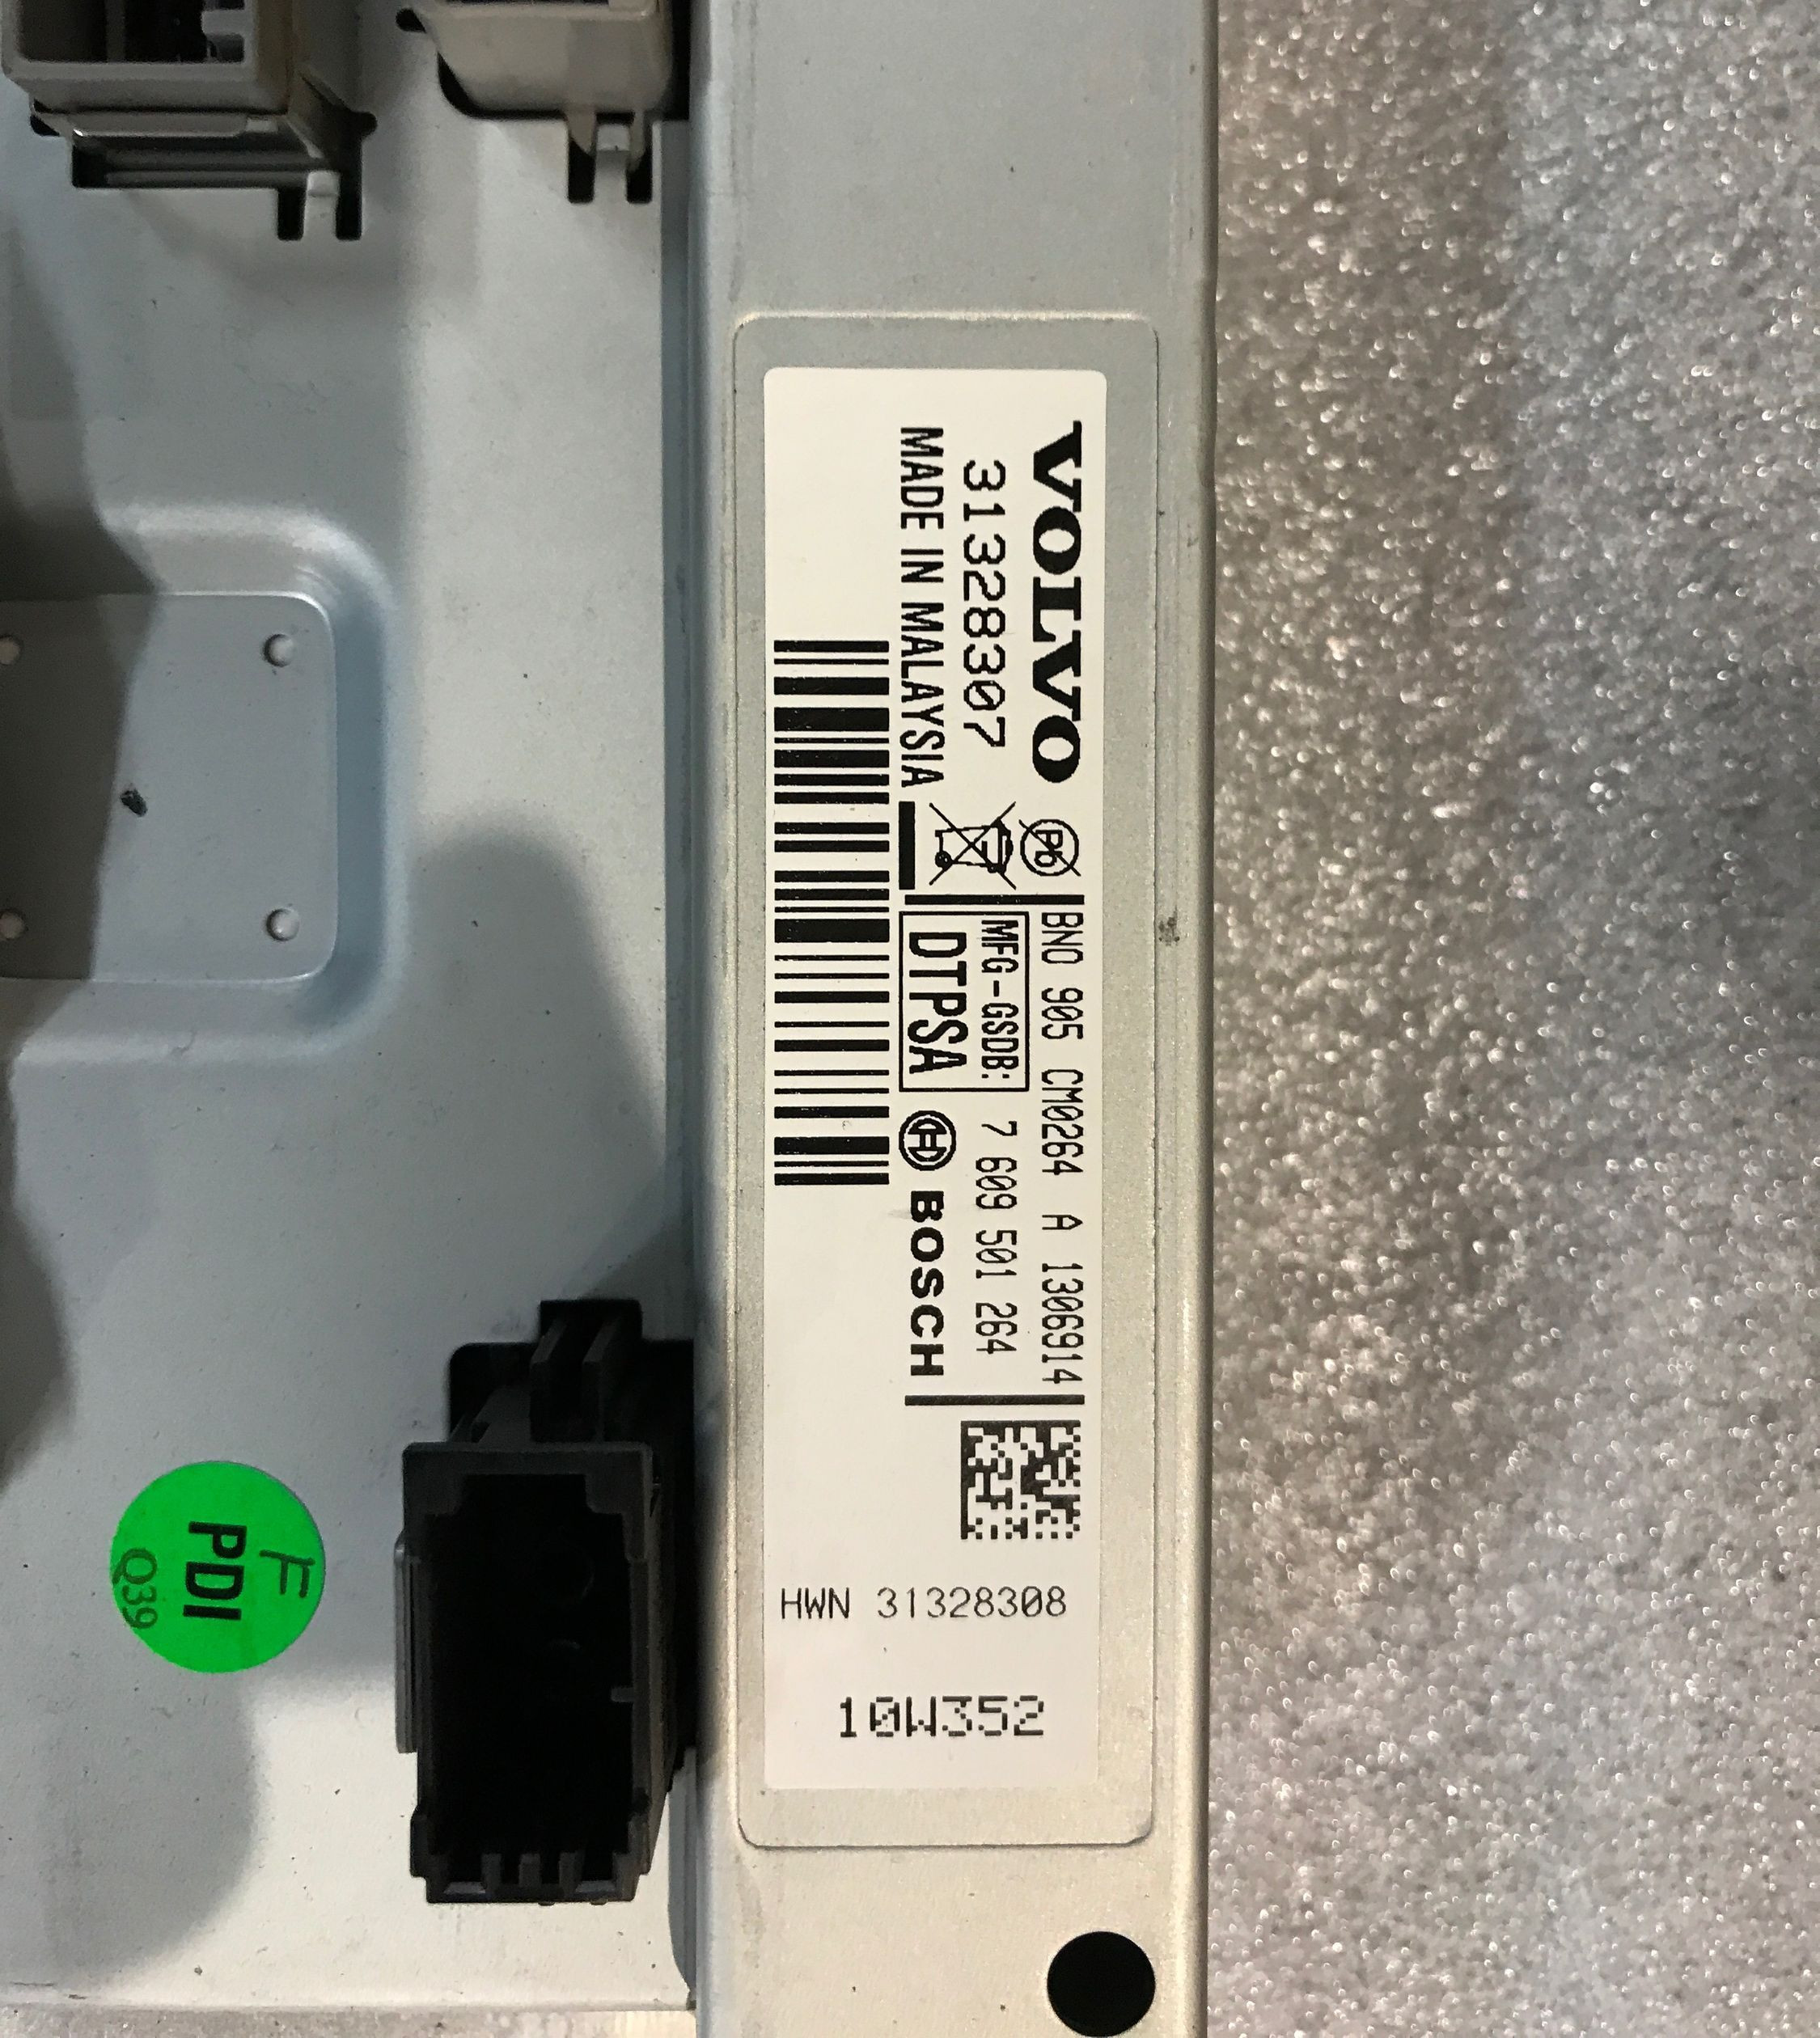 VOLVO
31328307
MADE IN MALAYSIA
Pb
BNO 905 CM0264 A 1306914
MFG-GSDB:
DTPSA
7 609 501 264
BOSCH
HWN 31328308
10W352
F
PDI
Q39